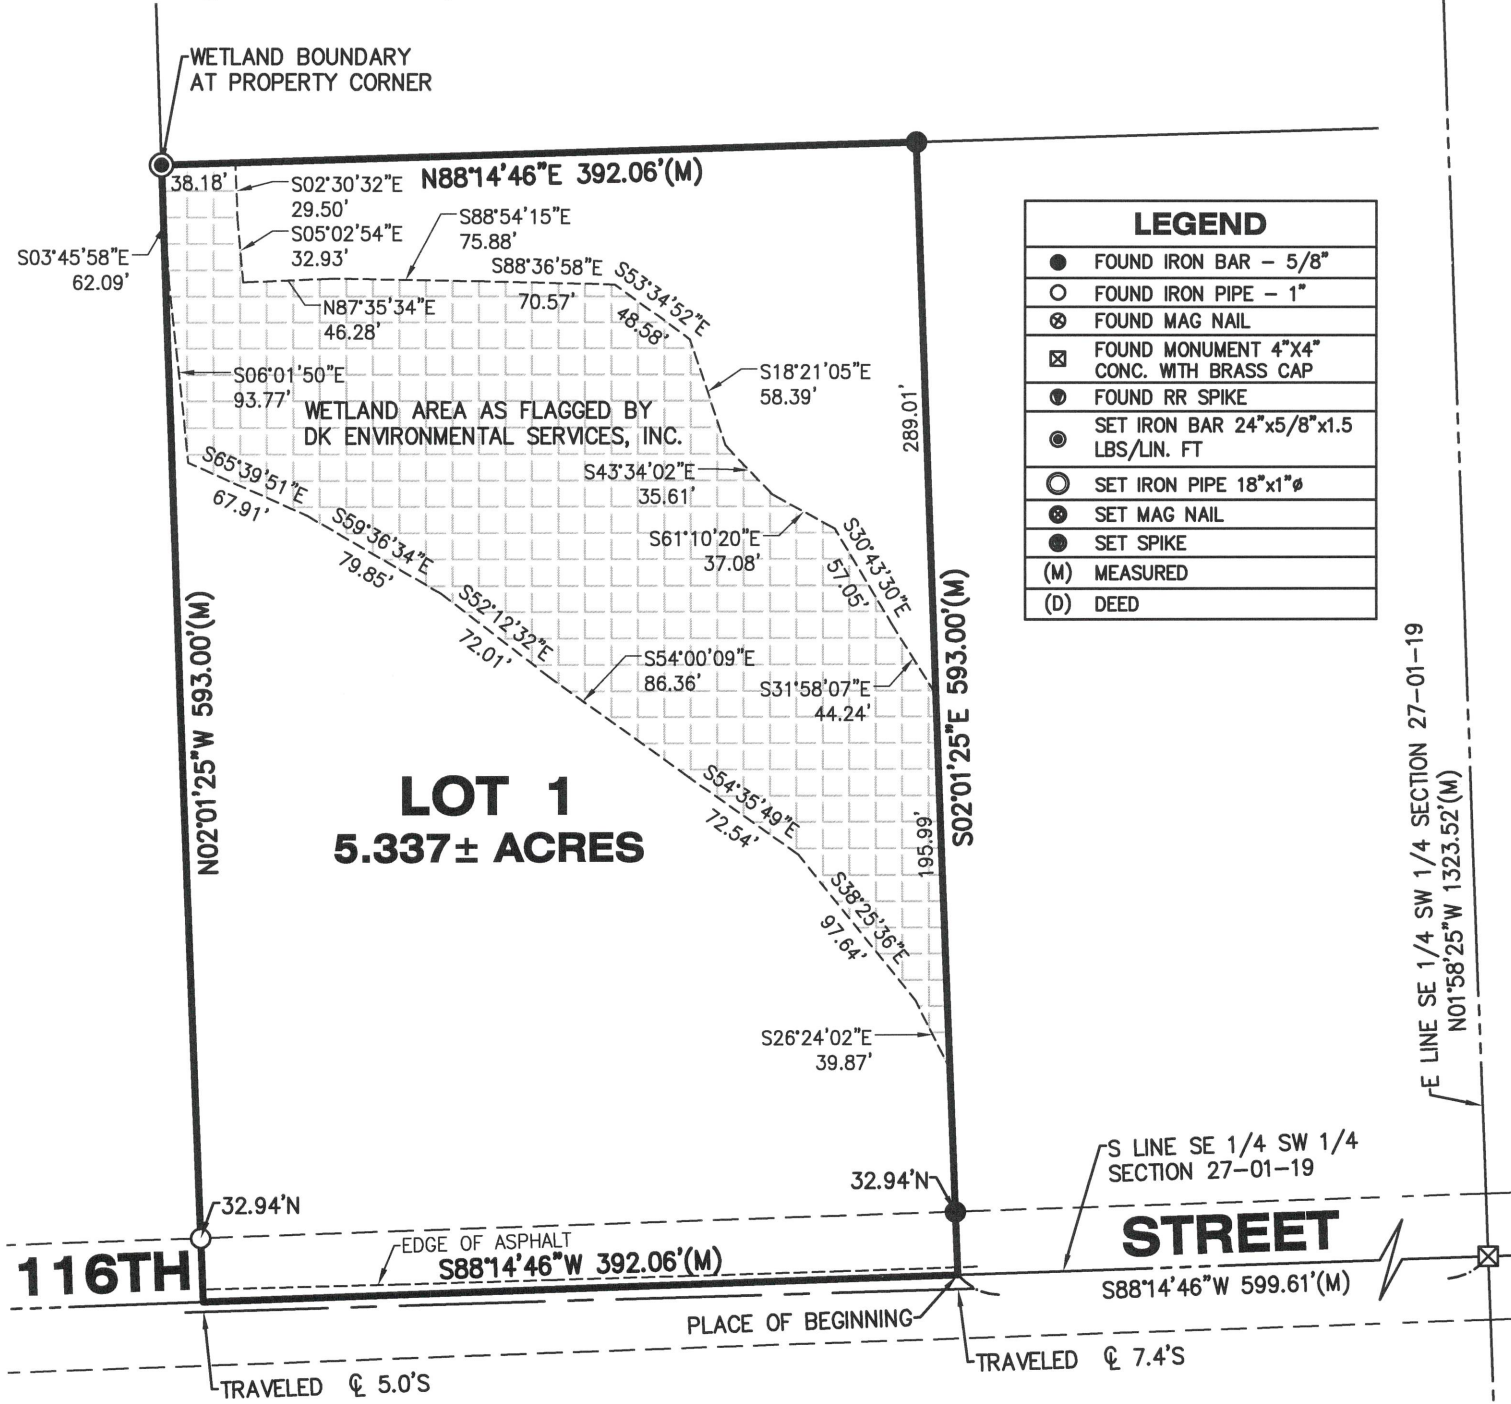 WETLAND BOUNDARY
AT PROPERTY CORNER
38.18'
S02°30'32"E
29.50'
S05°02'54"E
32.93'
N88°14'46"E 392.06'(M)
S88°54'15"E
75.88'
S03°45'58"E
62.09'
S88°36'58"E
70.57'
S53°34'52"E
48.58'
N87°35'34"E
46.28'
S06°01'50"E
93.77'
WETLAND AREA AS FLAGGED BY
DK ENVIRONMENTAL SERVICES, INC.
S18°21'05"E
58.39'
289.01'
S65°39'51"E
67.91'
S43°34'02"E
35.61'
S59°36'34"E
79.85'
S61°10'20"E
37.08'
S30°43'30"E
57.05'
S52°12'32"E
72.01'
S54°00'09"E
86.36'
S31°58'07"E
44.24'
N02°01'25"W 593.00'(M)
S02°01'25"E 593.00'(M)
LOT 1
5.337± ACRES
S54°35'49"E
72.54'
195.99'
S38°25'36"E
97.64'
S26°24'02"E
39.87'
LEGEND
FOUND IRON BAR - 5/8"
FOUND IRON PIPE - 1"
FOUND MAG NAIL
FOUND MONUMENT 4"X4"
CONC. WITH BRASS CAP
FOUND RR SPIKE
SET IRON BAR 24"x5/8"x1.5
LBS/LIN. FT
SET IRON PIPE 18"x1"ø
SET MAG NAIL
SET SPIKE
(M) MEASURED
(D) DEED
E LINE SE 1/4 SW 1/4 SECTION 27-01-19
N01°58'25"W 1323.52'(M)
S LINE SE 1/4 SW 1/4
SECTION 27-01-19
32.94'N
32.94'N
116TH
STREET
EDGE OF ASPHALT
S88°14'46"W 392.06'(M)
S88°14'46"W 599.61'(M)
PLACE OF BEGINNING
TRAVELED ℄ 7.4'S
TRAVELED ℄ 5.0'S